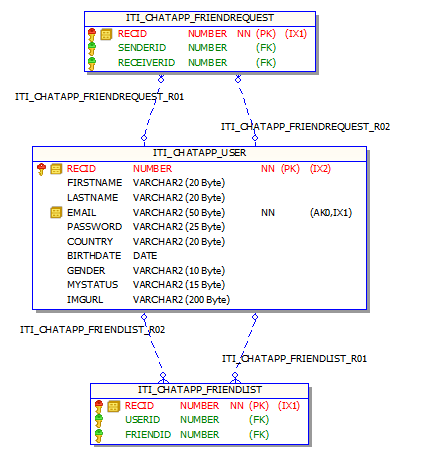 ITI_CHATAPP_FRIENDREQUEST
RECID NUMBER NN (PK) (IX1)
SENDERID NUMBER (FK)
RECEIVERID NUMBER (FK)
ITI_CHATAPP_FRIENDREQUEST_R01
ITI_CHATAPP_FRIENDREQUEST_R02
ITI_CHATAPP_USER
RECID NUMBER NN (PK) (IX2)
FIRSTNAME VARCHAR2 (20 Byte)
LASTNAME VARCHAR2 (20 Byte)
EMAIL VARCHAR2 (50 Byte) NN (AK0,IX1)
PASSWORD VARCHAR2 (25 Byte)
COUNTRY VARCHAR2 (20 Byte)
BIRTHDATE DATE
GENDER VARCHAR2 (10 Byte)
MYSTATUS VARCHAR2 (15 Byte)
IMGURL VARCHAR2 (200 Byte)
ITI_CHATAPP_FRIENDLIST_R02
ITI_CHATAPP_FRIENDLIST_R01
ITI_CHATAPP_FRIENDLIST
RECID NUMBER NN (PK) (IX1)
USERID NUMBER (FK)
FRIENDID NUMBER (FK)